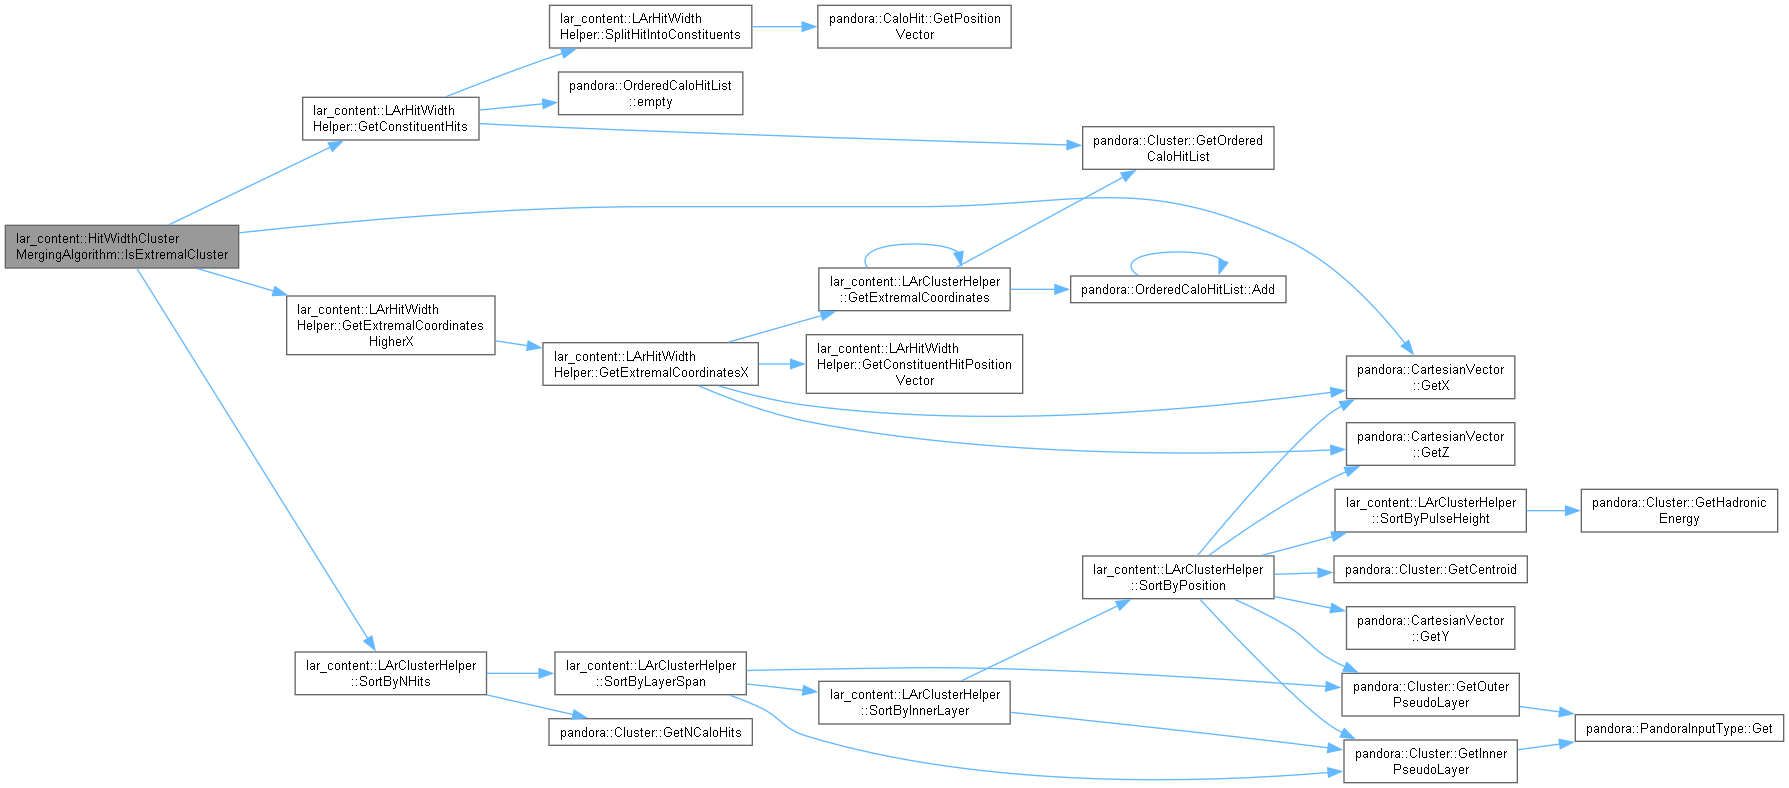 lar_content::HitWidthCluster
MergingAlgorithm::IsExtremalCluster
lar_content::LArHitWidth
Helper::GetConstituentHits
lar_content::LArHitWidth
Helper::SplitHitIntoConstituents
pandora::CaloHit::GetPosition
Vector
pandora::OrderedCaloHitList
::empty
pandora::Cluster::GetOrdered
CaloHitList
lar_content::LArHitWidth
Helper::GetExtremalCoordinates
HigherX
lar_content::LArHitWidth
Helper::GetExtremalCoordinatesX
lar_content::LArClusterHelper
::GetExtremalCoordinates
pandora::OrderedCaloHitList::Add
lar_content::LArHitWidth
Helper::GetConstituentHitPosition
Vector
pandora::CartesianVector
::GetX
pandora::CartesianVector
::GetZ
lar_content::LArClusterHelper
::SortByPulseHeight
pandora::Cluster::GetHadronic
Energy
lar_content::LArClusterHelper
::SortByPosition
pandora::Cluster::GetCentroid
pandora::CartesianVector
::GetY
lar_content::LArClusterHelper
::SortByNHits
lar_content::LArClusterHelper
::SortByLayerSpan
lar_content::LArClusterHelper
::SortByInnerLayer
pandora::Cluster::GetNCaloHits
pandora::Cluster::GetOuter
PseudoLayer
pandora::Cluster::GetInner
PseudoLayer
pandora::PandoraInputType::Get